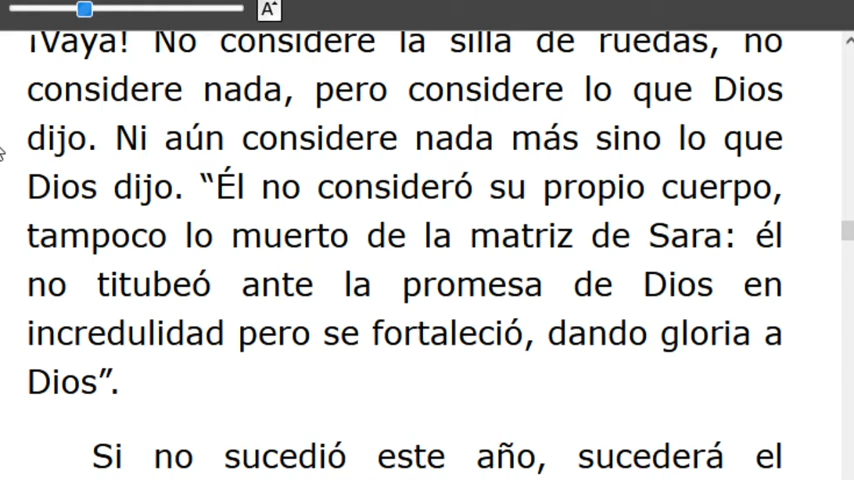 A
¡Vaya! No considere la silla de ruedas, no
considere nada, pero considere lo que Dios
dijo. Ni aún considere nada más sino lo que
Dios dijo. “Él no consideró su propio cuerpo,
tampoco lo muerto de la matriz de Sara: él
no titubeó ante la promesa de Dios en
incredulidad pero se fortaleció, dando gloria a
Dios”.
Si no sucedió este año, sucederá el